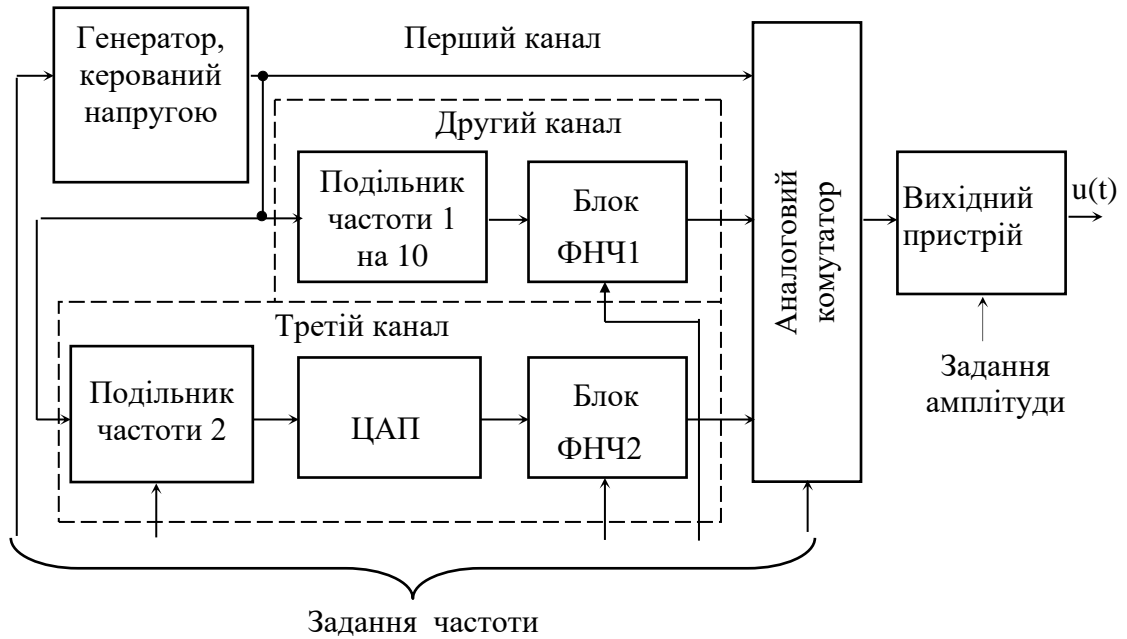 Генератор,
керований
напругою
Перший канал
Другий канал
Подільник
частоти 1
на 10
Блок
ФНЧ1
Аналоговий
комутатор
Вихідний
пристрій
u(t)
Третій канал
Подільник
частоти 2
ЦАП
Блок
ФНЧ2
Задання
амплітуди
Задання частоти